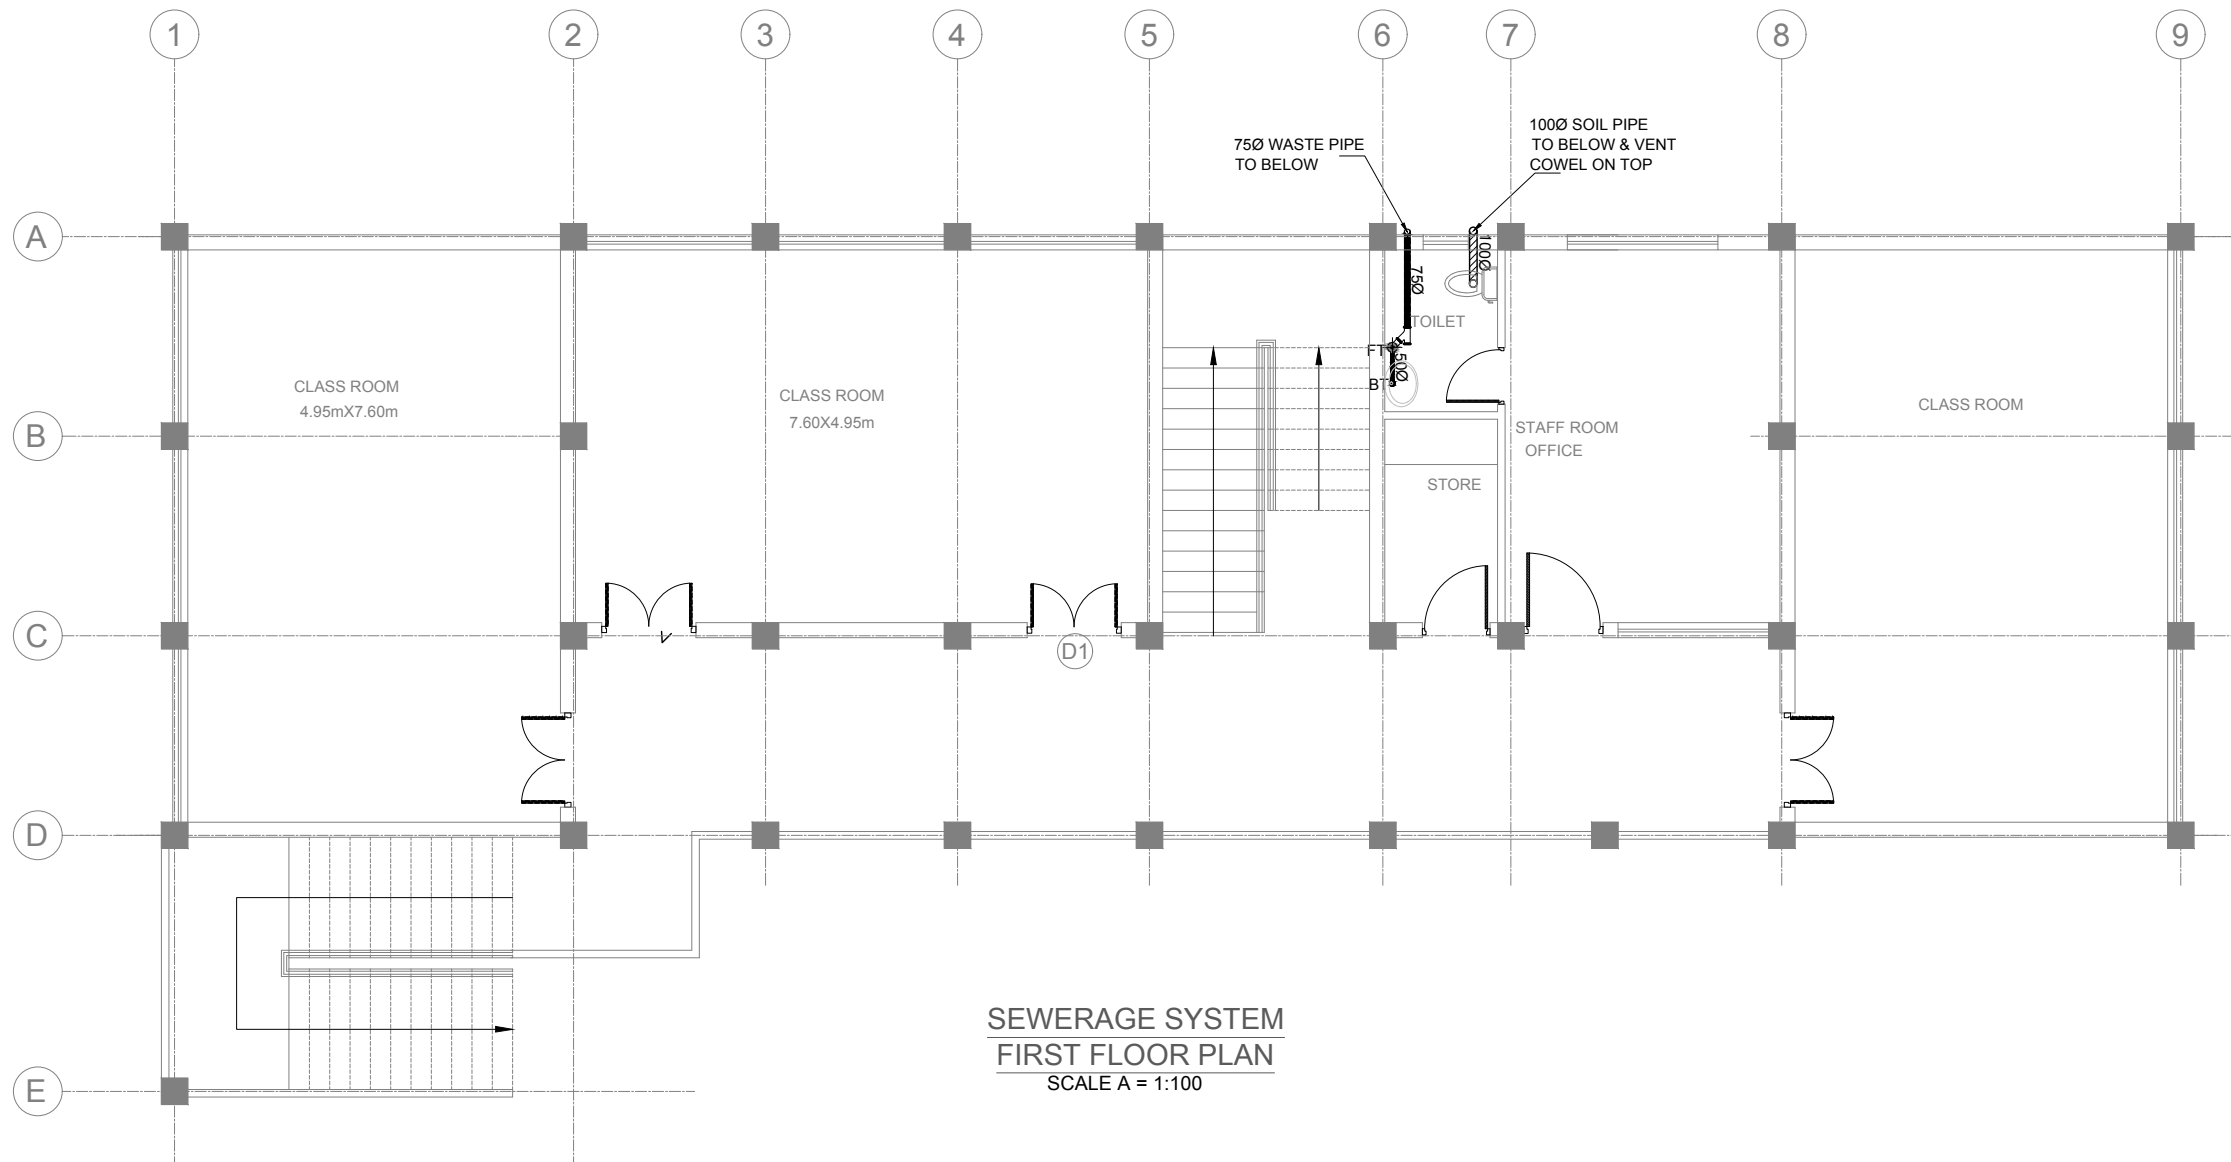 1
2
3
4
5
6
7
8
9
75Ø WASTE PIPE
TO BELOW
100Ø SOIL PIPE
TO BELOW & VENT
COWEL ON TOP
A
B
C
D
E
75Ø
100Ø
TOILET
FT
50Ø
BT
CLASS ROOM
4.95mX7.60m
CLASS ROOM
7.60X4.95m
CLASS ROOM
STAFF ROOM
OFFICE
STORE
D1
SEWERAGE SYSTEM
FIRST FLOOR PLAN
SCALE A = 1:100